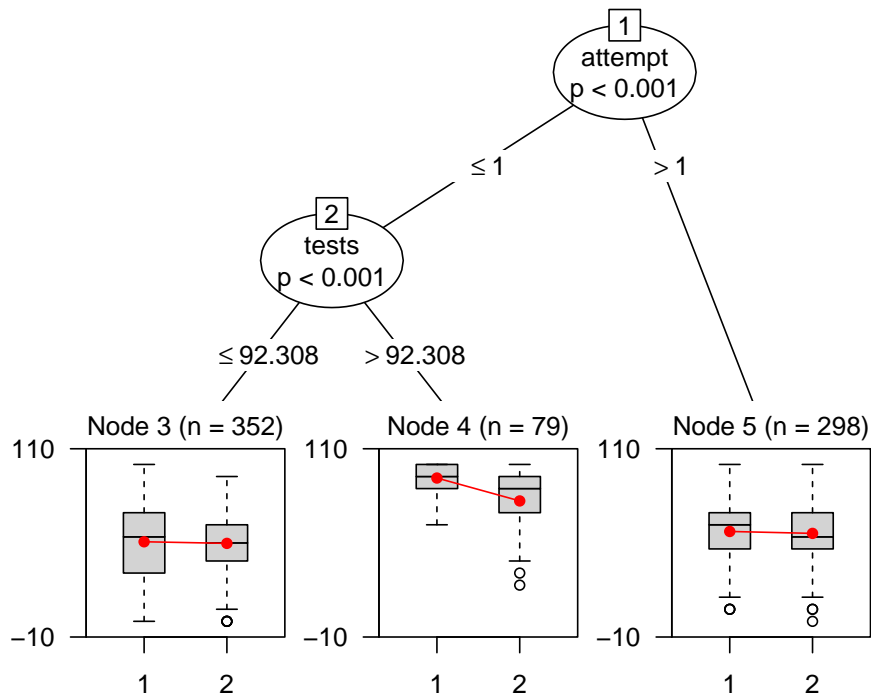 1
attempt
p < 0.001
≤ 1
> 1
2
tests
p < 0.001
≤ 92.308
> 92.308
Node 3 (n = 352)
110
−10
1 2
Node 4 (n = 79)
110
−10
1 2
Node 5 (n = 298)
110
−10
1 2